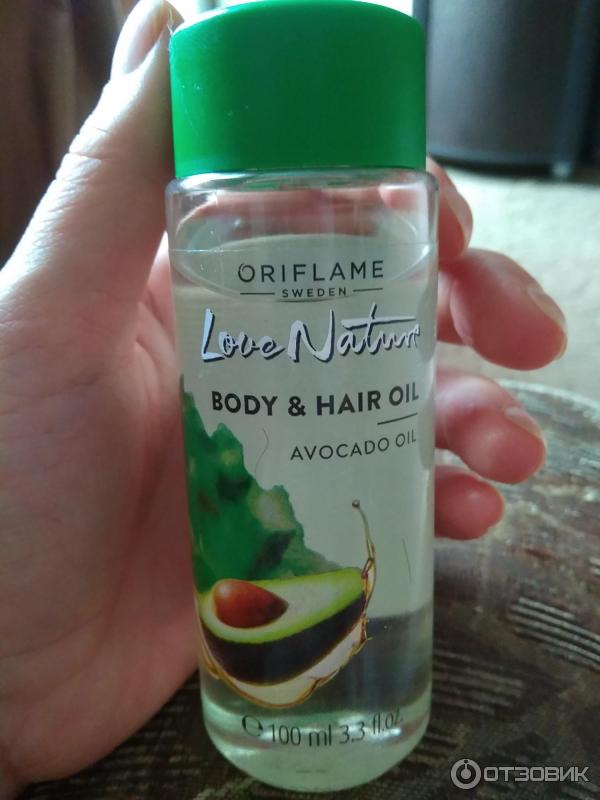 ORIFLAME
SWEDEN
Love Nature
BODY & HAIR OIL
AVOCADO OIL
℮ 100 ml 3.3 fl.oz.
ОТЗОВИК